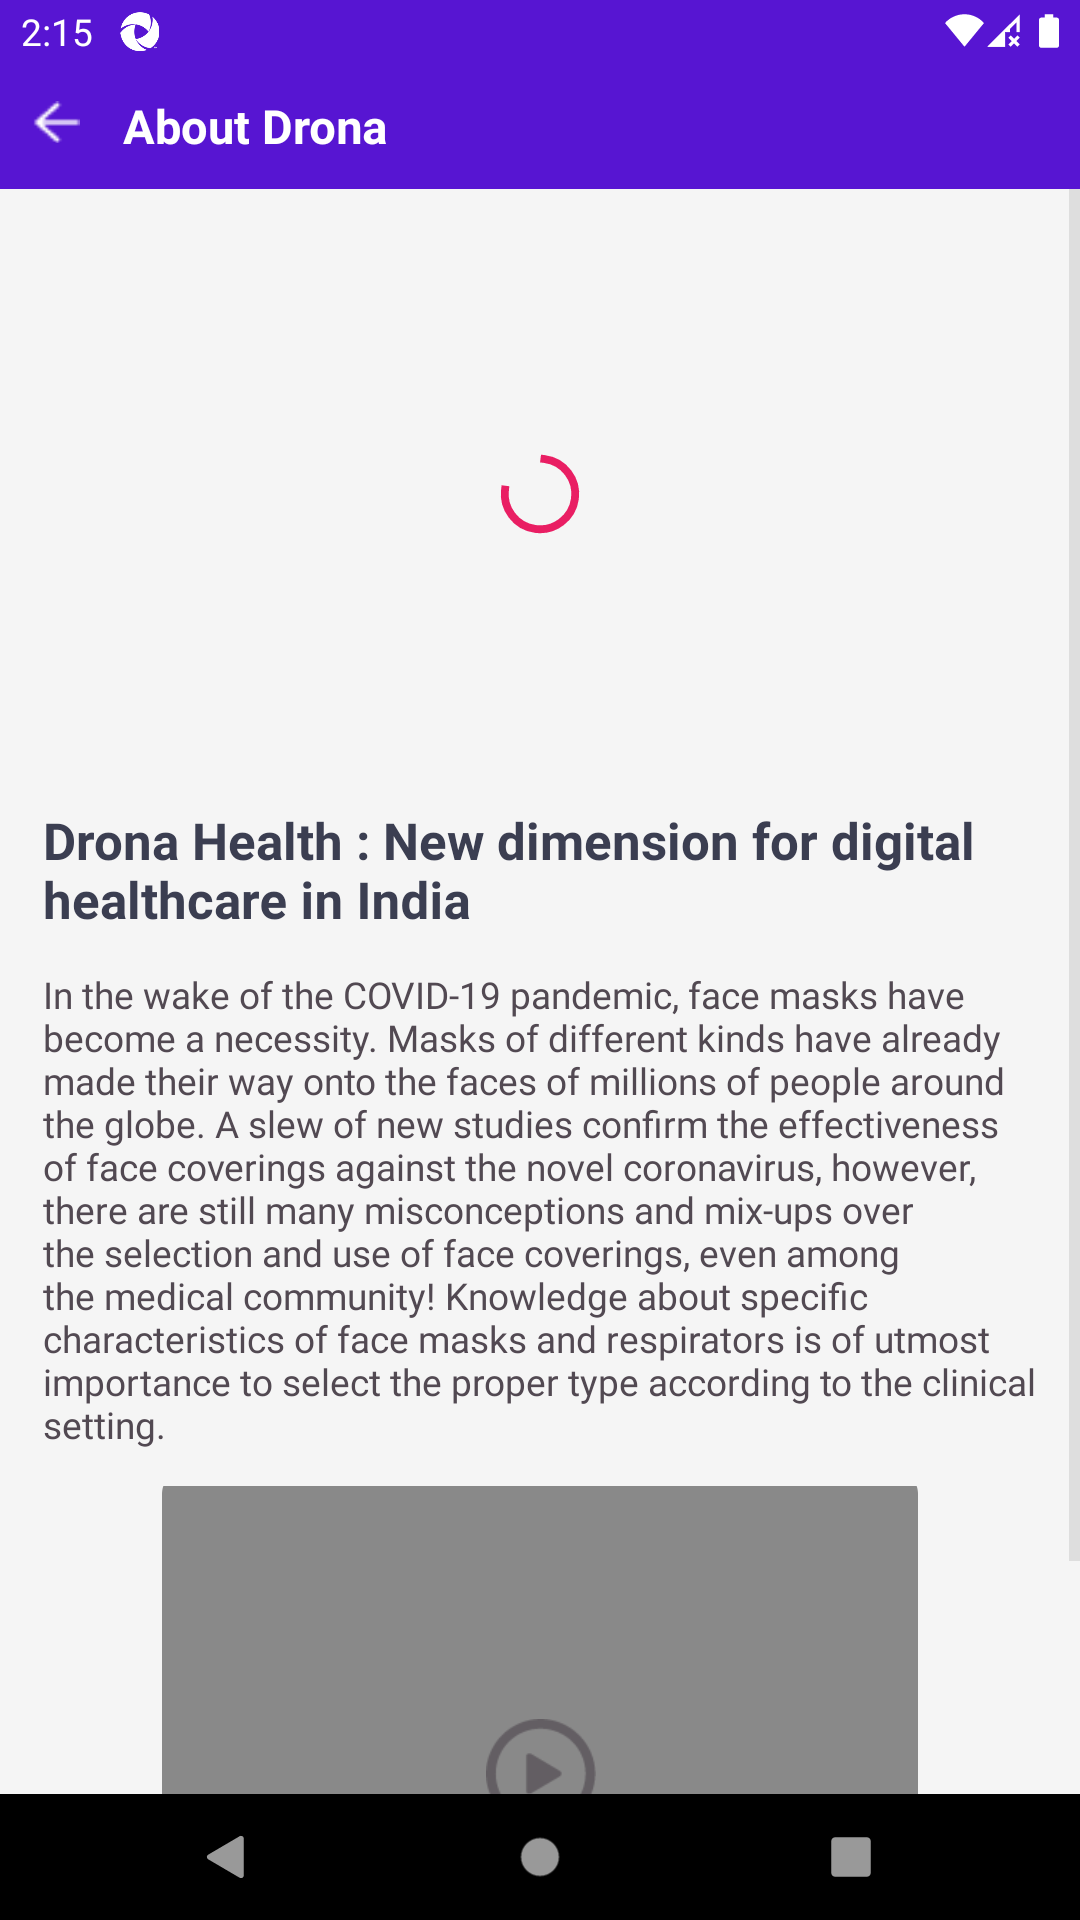 2:15
About Drona
Drona Health : New dimension for digital
healthcare in India
In the wake of the COVID-19 pandemic, face masks have
become a necessity. Masks of different kinds have already
made their way onto the faces of millions of people around
the globe. A slew of new studies confirm the effectiveness
of face coverings against the novel coronavirus, however,
there are still many misconceptions and mix-ups over
the selection and use of face coverings, even among
the medical community! Knowledge about specific
characteristics of face masks and respirators is of utmost
importance to select the proper type according to the clinical
setting.